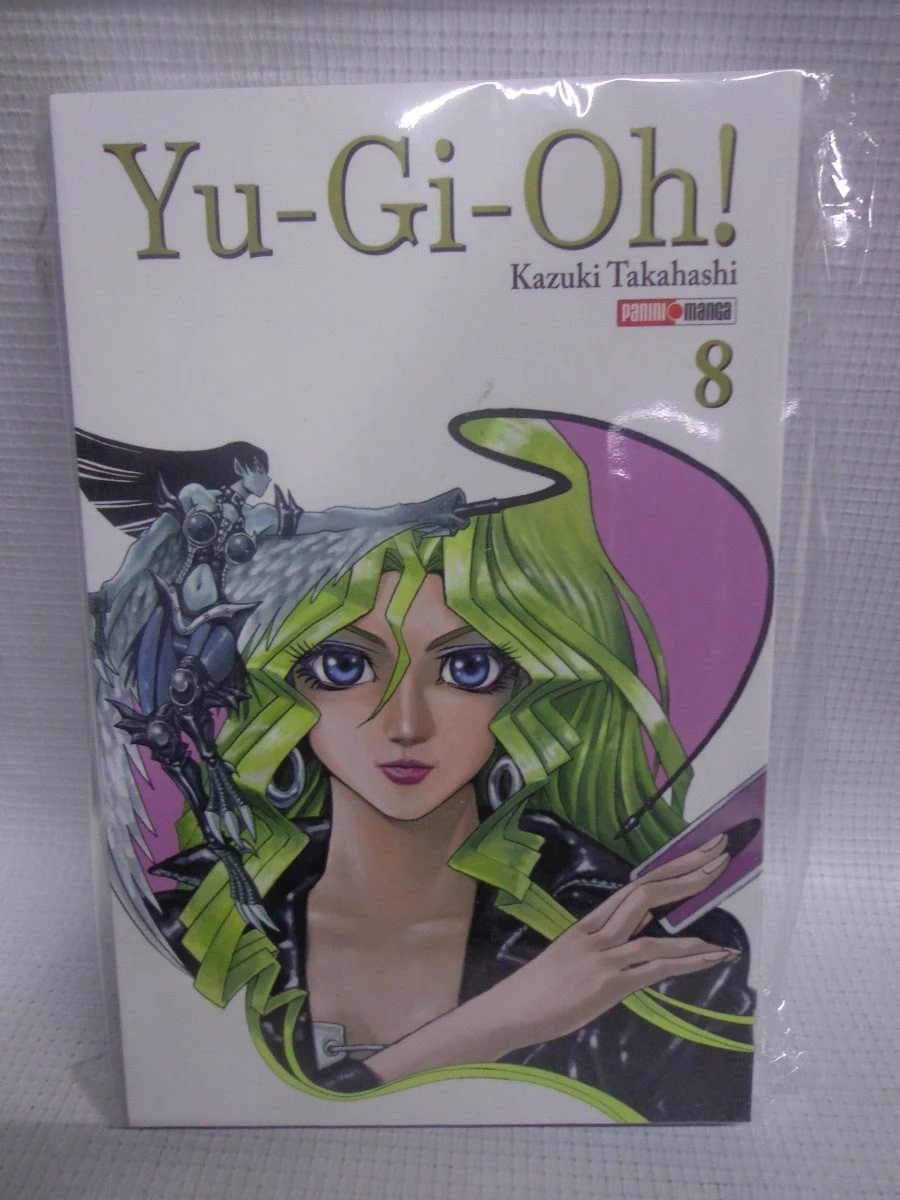 Yu-Gi-Oh!
Kazuki Takahashi
PANINI manga
8